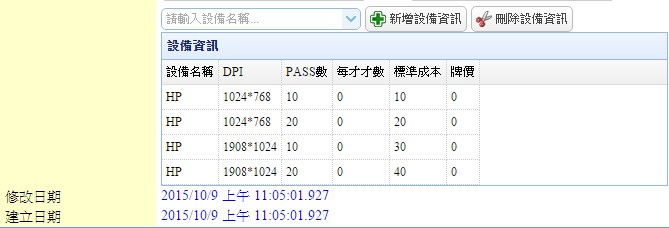 請輸入設備名稱... 新增設備資訊 刪除設備資訊
設備資訊
設備名稱 DPI PASS數 每才才數 標準成本 牌價
HP 1024*768 10 0 10 0
HP 1024*768 20 0 20 0
HP 1908*1024 10 0 30 0
HP 1908*1024 20 0 40 0
修改日期 2015/10/9 上午 11:05:01.927
建立日期 2015/10/9 上午 11:05:01.927